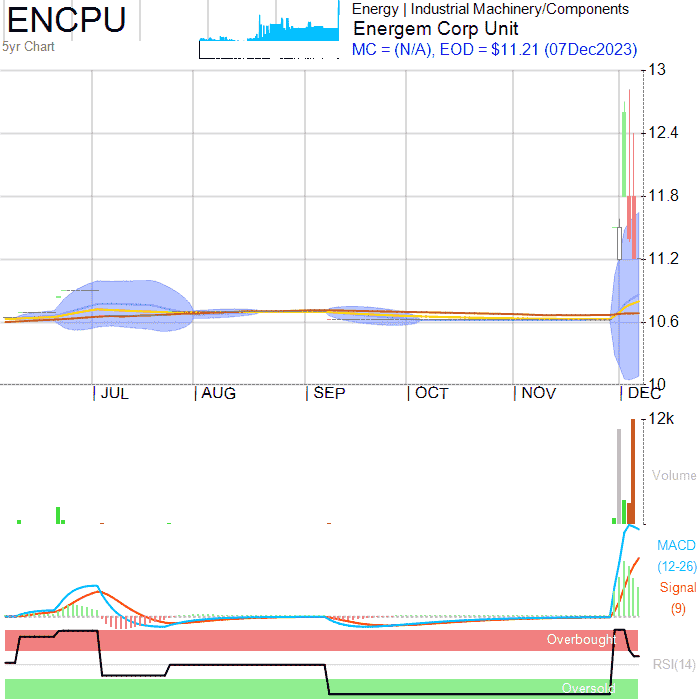 ENCPU
5yr Chart
Energy | Industrial Machinery/Components
Energem Corp Unit
MC = (N/A), EOD = $11.21 (07Dec2023)
13
12.4
11.8
11.2
10.6
10
JUL AUG SEP OCT NOV DEC
12k
Volume
MACD
(12-26)
Signal
(9)
Overbought
RSI(14)
Oversold